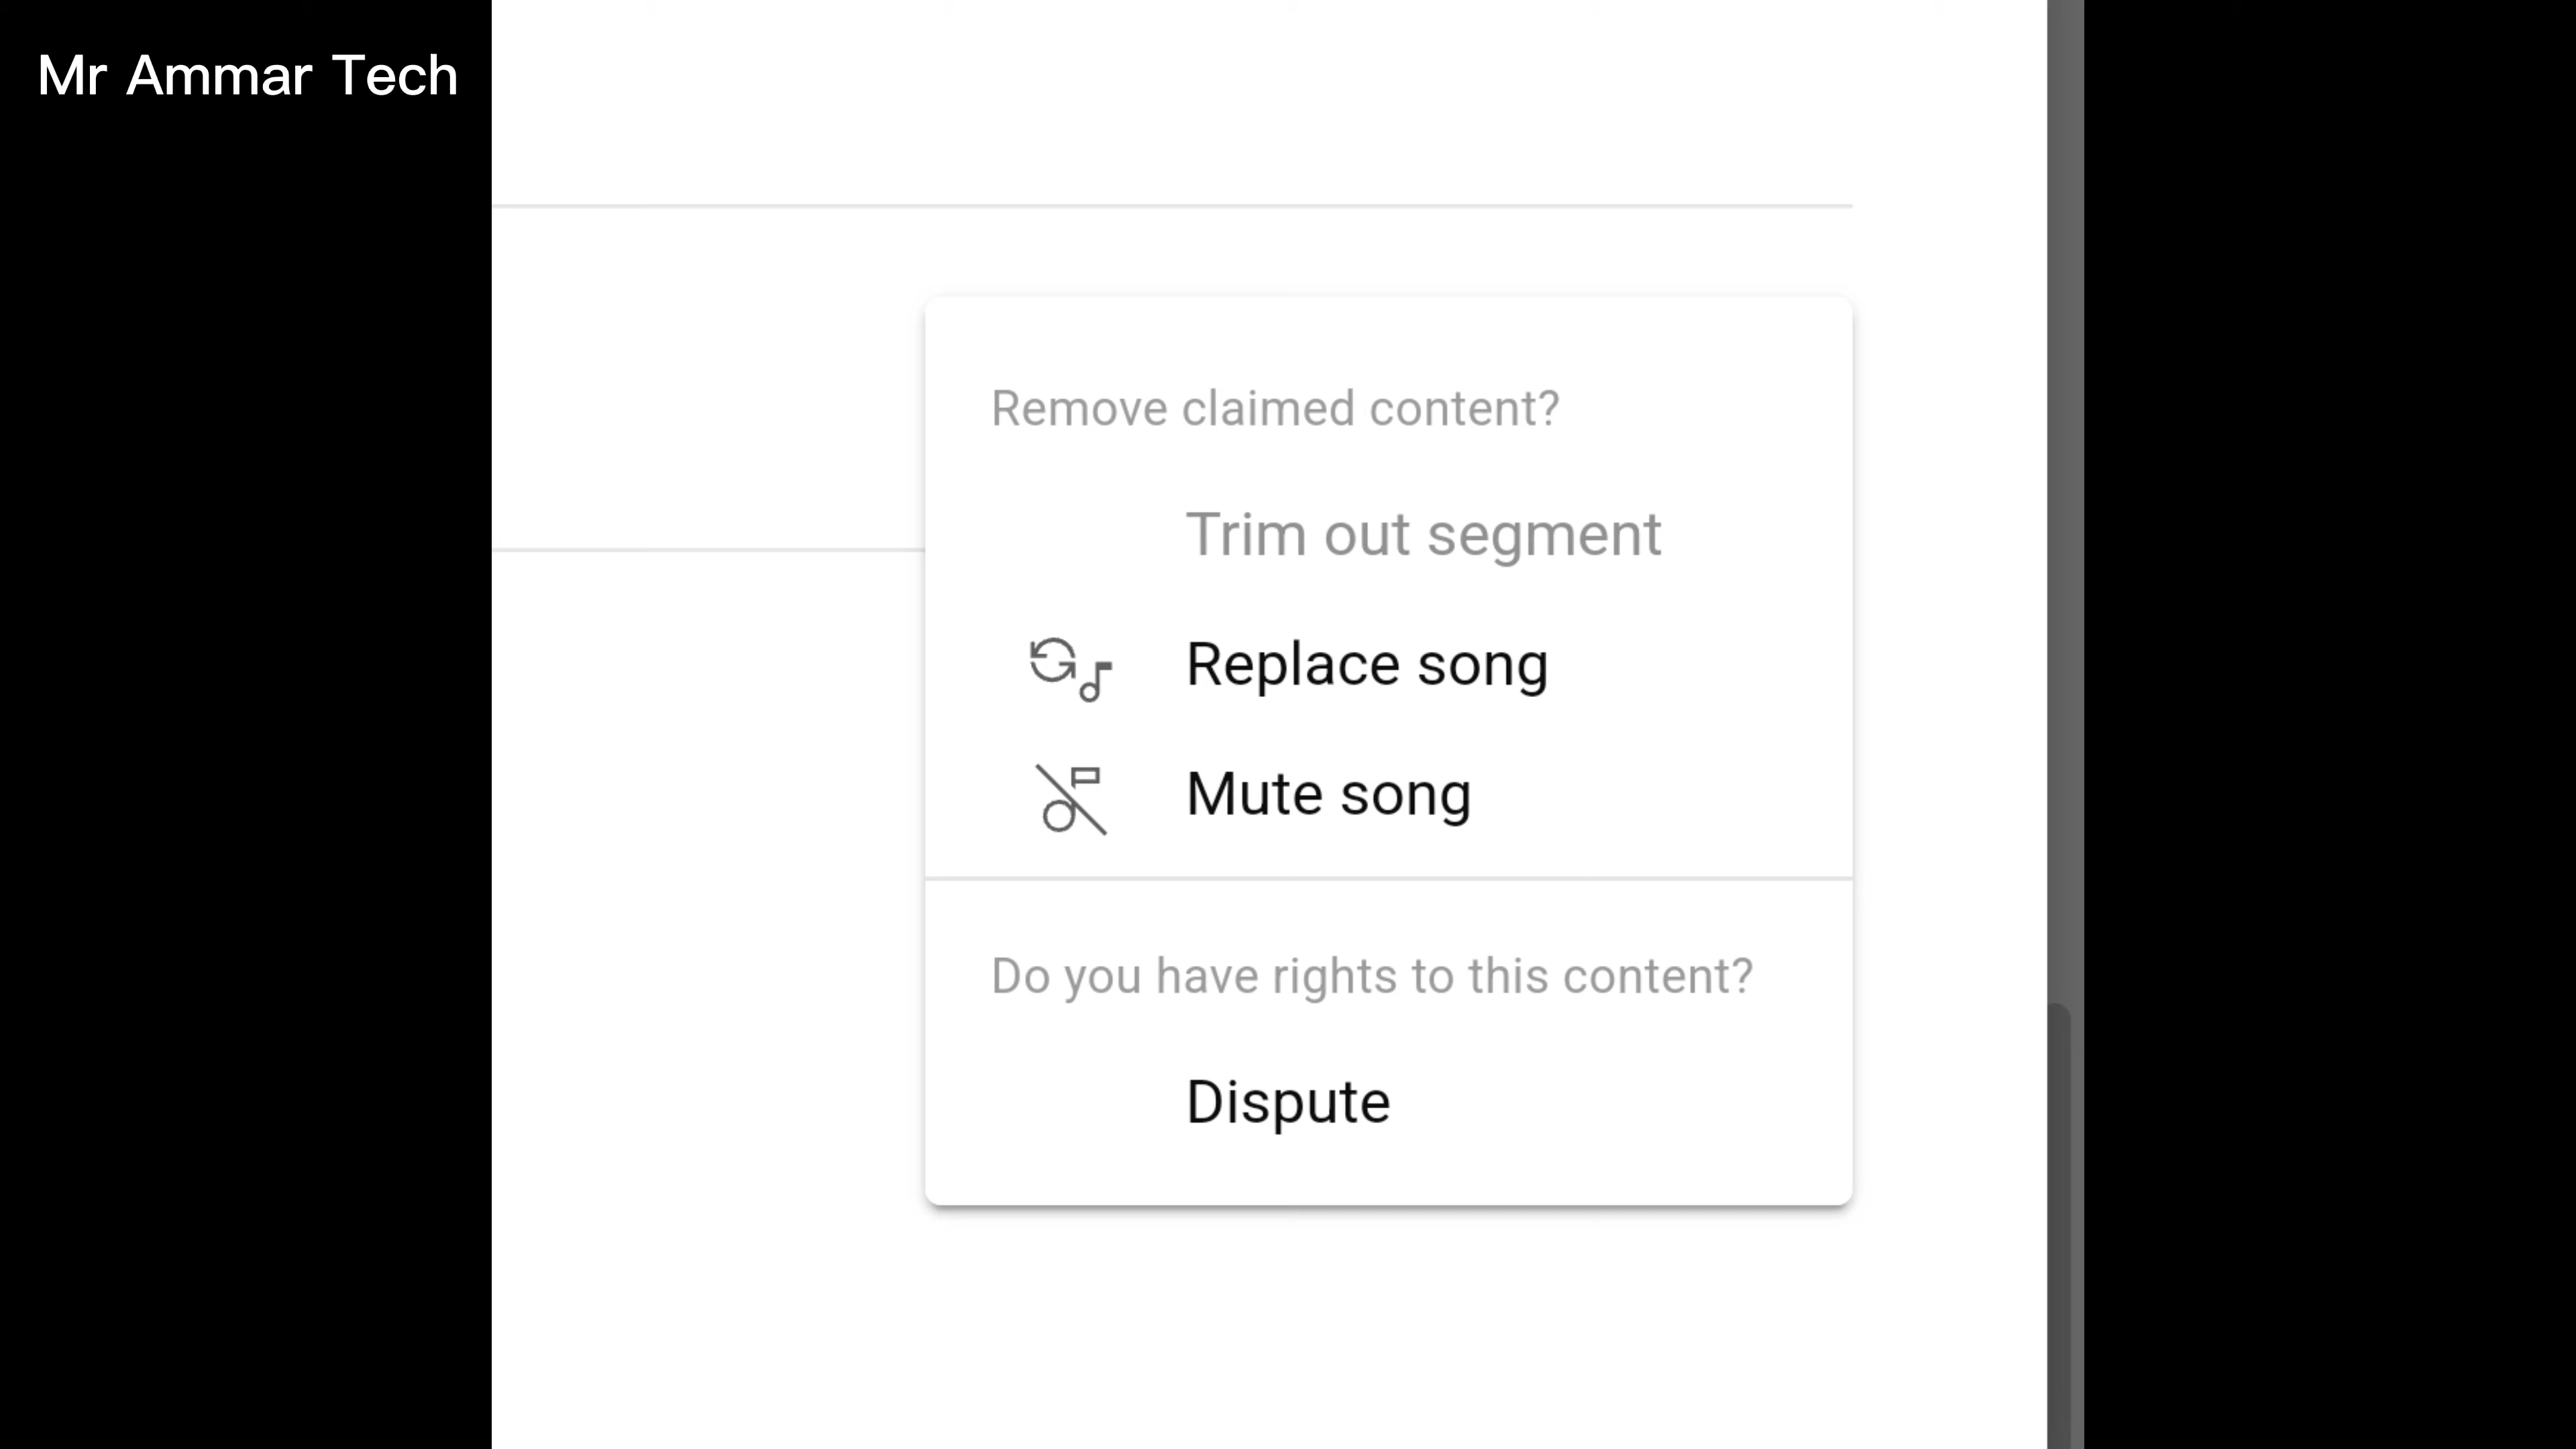 Mr Ammar Tech
Remove claimed content?
Trim out segment
Replace song
Mute song
Do you have rights to this content?
Dispute